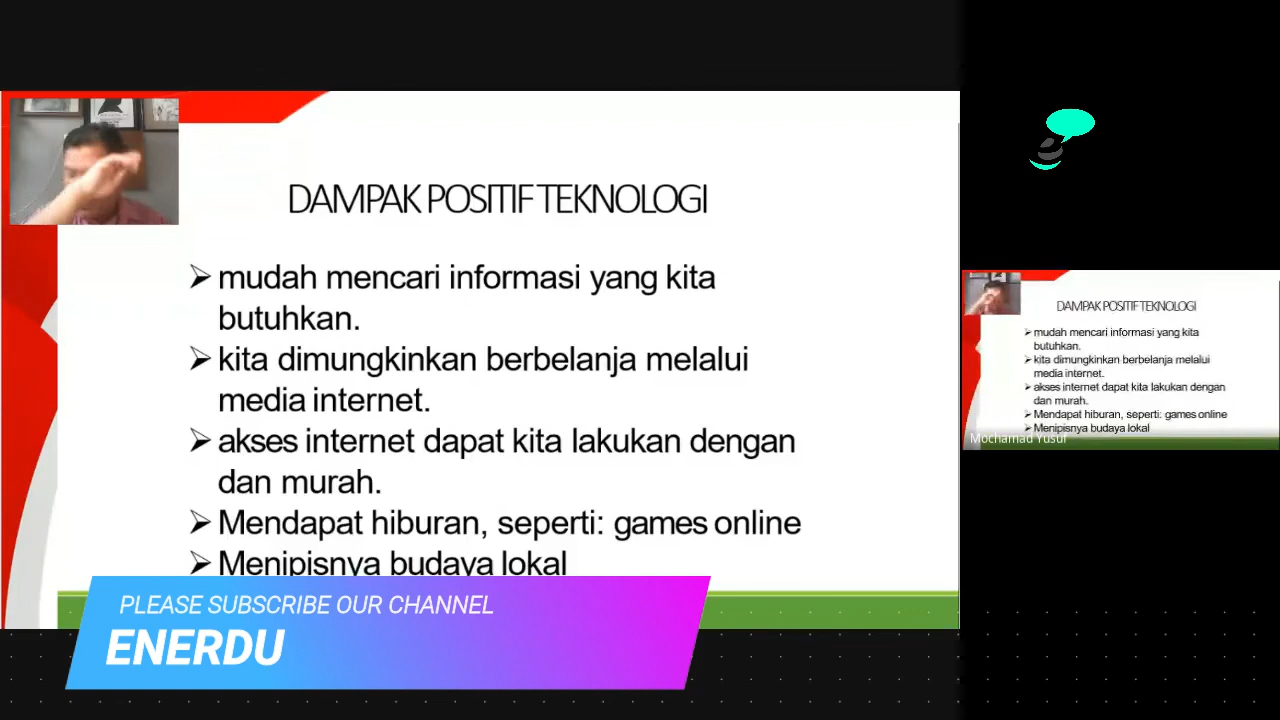 DAMPAK POSITIF TEKNOLOGI
mudah mencari informasi yang kita
butuhkan.
kita dimungkinkan berbelanja melalui
media internet.
akses internet dapat kita lakukan dengan
dan murah.
Mendapat hiburan, seperti: games online
Menipisnya budaya lokal
PLEASE SUBSCRIBE OUR CHANNEL
ENERDU
DAMPAK POSITIF TEKNOLOGI
mudah mencari informasi yang kita
butuhkan.
kita dimungkinkan berbelanja melalui
media internet.
akses internet dapat kita lakukan dengan
dan murah.
Mendapat hiburan, seperti: games online
Menipisnya budaya lokal
Mochamad Yusuf